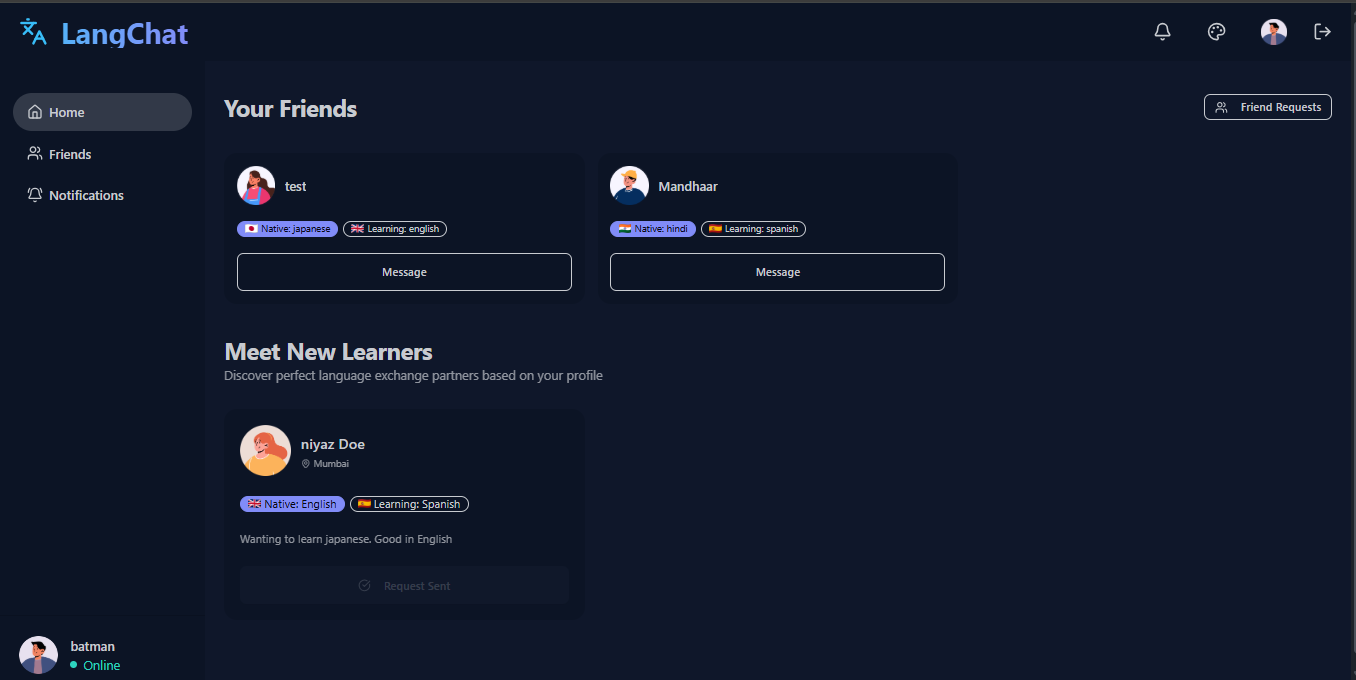 LangChat
Home
Friends
Notifications
Your Friends
Friend Requests
test
Native: japanese
Learning: english
Message
Mandhaar
Native: hindi
Learning: spanish
Message
Meet New Learners
Discover perfect language exchange partners based on your profile
niyaz Doe
Mumbai
Native: English
Learning: Spanish
Wanting to learn japanese. Good in English
Request Sent
batman
Online